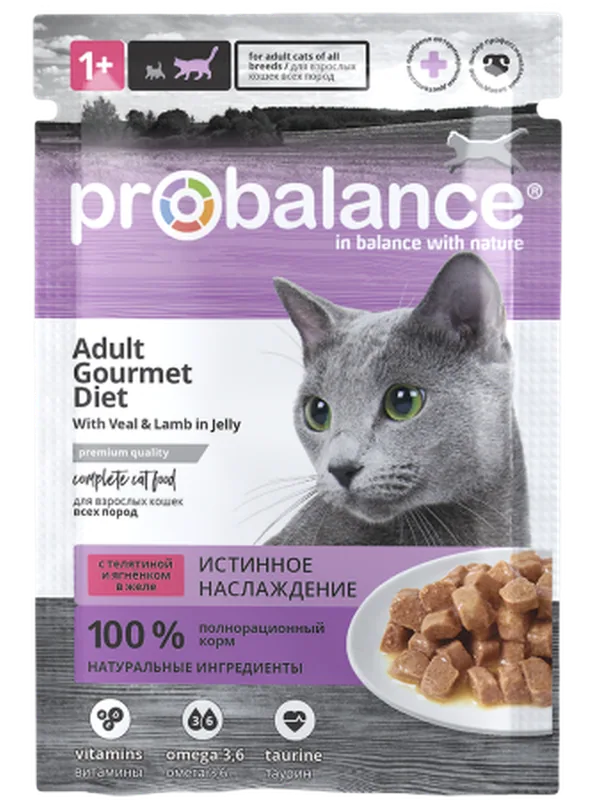 1+
for adult cats of all
breeds / для взрослых
кошек всех пород
probalance®
in balance with nature
Adult
Gourmet
Diet
With Veal & Lamb in Jelly
premium quality
complete cat food
для взрослых кошек
всех пород
с телятиной
и ягненком
в желе
ИСТИННОЕ
НАСЛАЖДЕНИЕ
100 %
полнорационный
корм
НАТУРАЛЬНЫЕ ИНГРЕДИЕНТЫ
3 6
vitamins
omega 3,6
taurine
витамины
омега 3,6
таурин